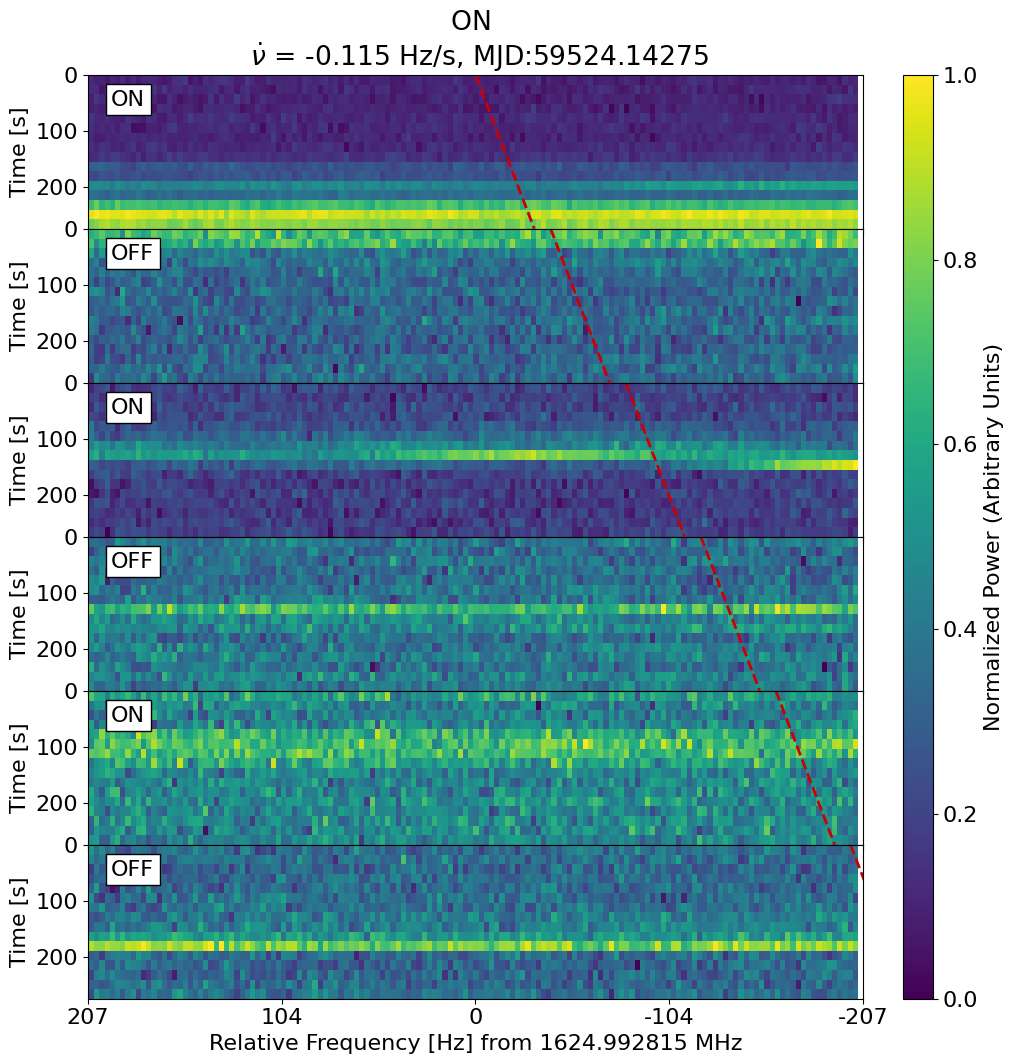 ON
ν̇ = -0.115 Hz/s, MJD:59524.14275
ON
0
100
200
Time [s]
OFF
0
100
200
Time [s]
ON
0
100
200
Time [s]
OFF
0
100
200
Time [s]
ON
0
100
200
Time [s]
OFF
0
100
200
Time [s]
207 104 0 -104 -207
Relative Frequency [Hz] from 1624.992815 MHz
1.0
0.8
0.6
0.4
0.2
0.0
Normalized Power (Arbitrary Units)